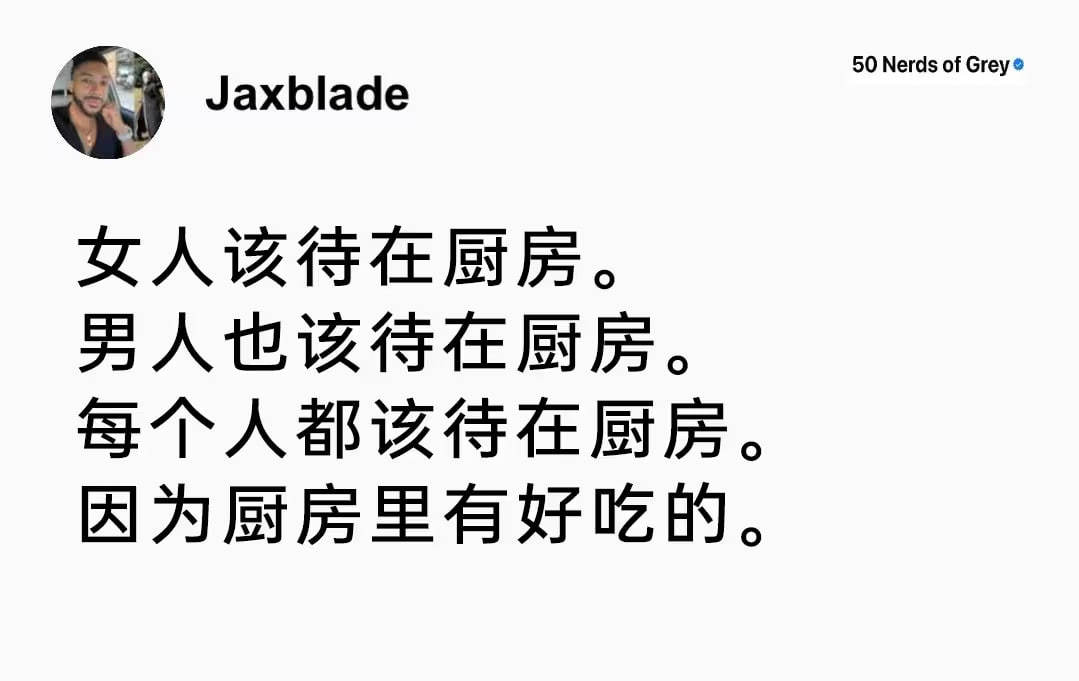 50 Nerds of Grey
Jaxblade
女人该待在厨房。
男人也该待在厨房。
每个人都该待在厨房。
因为厨房里有好吃的。